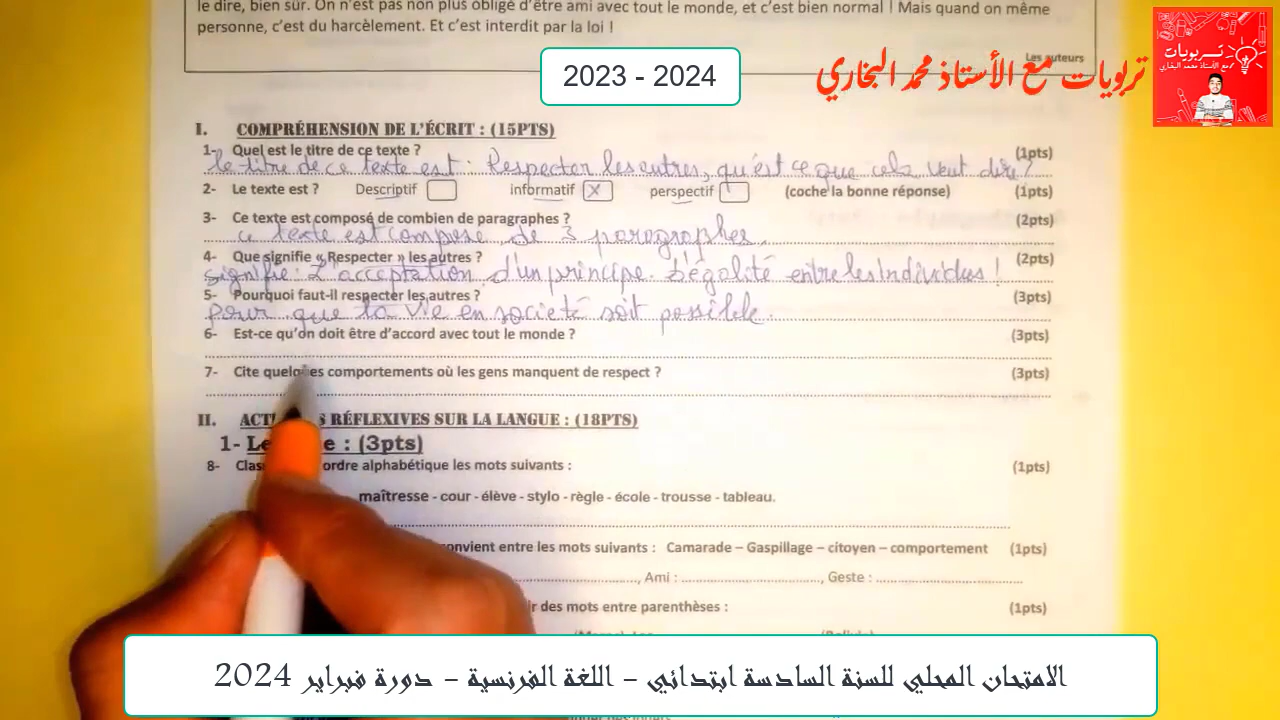 le dire, bien sûr. On n'est pas non plus obligé d'être ami avec tout le monde, et c'est bien normal ! Mais quand on même
personne, c'est du harcèlement. Et c'est interdit par la loi !
Les auteurs
2023 - 2024
تربويات مع الأستاذ محمد البخاري
تـــربويات
مع الأستاذ محمد البخاري
I. COMPRÉHENSION DE L'ÉCRIT : (15PTS)
1- Quel est le titre de ce texte ? (1pts)
le titre de ce texte est : Respecter les autres, qu'est ce que cela veut dire ?
2- Le texte est ? Descriptif informatif X perspectif (coche la bonne réponse) (1pts)
3- Ce texte est composé de combien de paragraphes ? (2pts)
ce texte est composé de 3 paragraphes.
4- Que signifie « Respecter » les autres ? (2pts)
signifie : L'acceptation d'un principe. L'égalité entre les Individus !
5- Pourquoi faut-il respecter les autres ? (3pts)
pour que la vie en societé soit possible.
6- Est-ce qu'on doit être d'accord avec tout le monde ? (3pts)
7- Cite quelques comportements où les gens manquent de respect ? (3pts)
II. RÉFLEXIVES SUR LA LANGUE : (18PTS)
1- : (3pts)
8- ordre alphabétique les mots suivants : (1pts)
maîtresse - cour - élève - stylo - règle - école - trousse - tableau.
convient entre les mots suivants : Camarade – Gaspillage – citoyen – comportement (1pts)
, Ami : , Geste :
des mots entre parenthèses : (1pts)
الامتحان المحلي للسنة السادسة ابتدائي - اللغة الفرنسية - دورة فبراير 2024